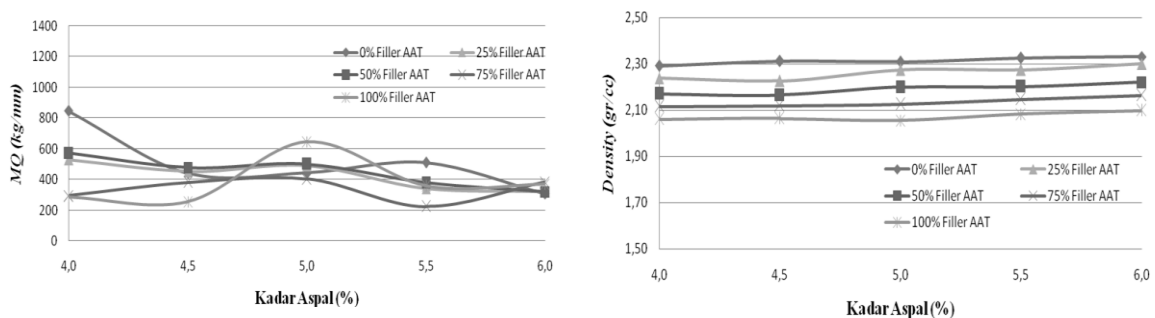 1400
1200
1000
800
600
400
200
0
MQ (kg/mm)
0% Filler AAT 25% Filler AAT
50% Filler AAT 75% Filler AAT
100% Filler AAT
4,0 4,5 5,0 5,5 6,0
Kadar Aspal (%)
2,50
2,30
2,10
1,90
1,70
1,50
Density (gr/cc)
0% Filler AAT 25% Filler AAT
50% Filler AAT 75% Filler AAT
100% Filler AAT
4,0 4,5 5,0 5,5 6,0
Kadar Aspal (%)